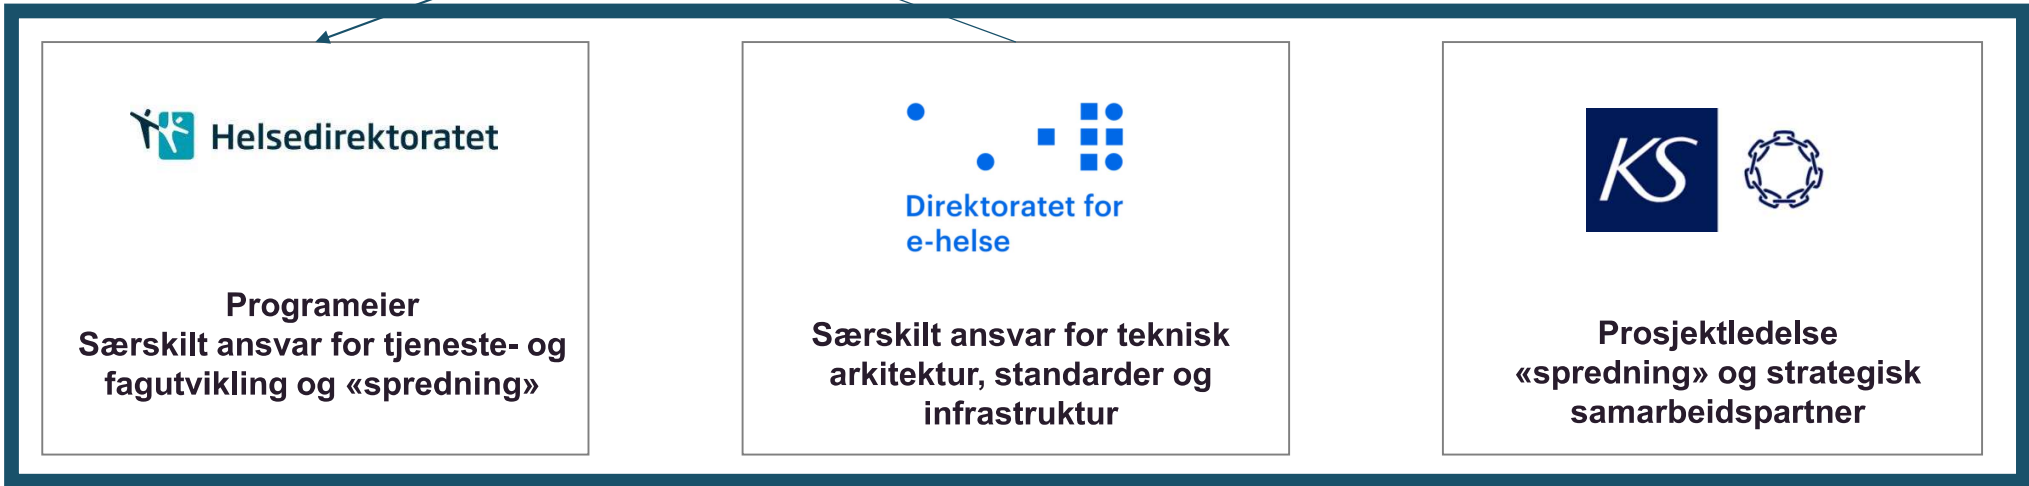 Helsedirektoratet
Programeier
Særskilt ansvar for tjeneste- og
fagutvikling og «spredning»
Direktoratet for
e-helse
Særskilt ansvar for teknisk
arkitektur, standarder og
infrastruktur
KS
Prosjektledelse
«spredning» og strategisk
samarbeidspartner